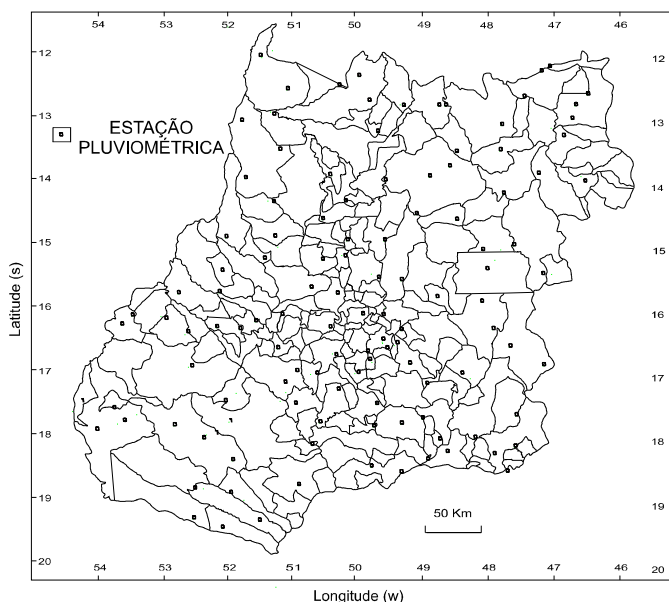 54 53 52 51 50 49 48 47 46
12 12
13 13
ESTAÇÃO
PLUVIOMÉTRICA
14 14
15 15
Latitude (s)
16 16
17 17
18 18
19 19
50 Km
20 20
54 53 52 51 50 49 48 47 46
Longitude (w)